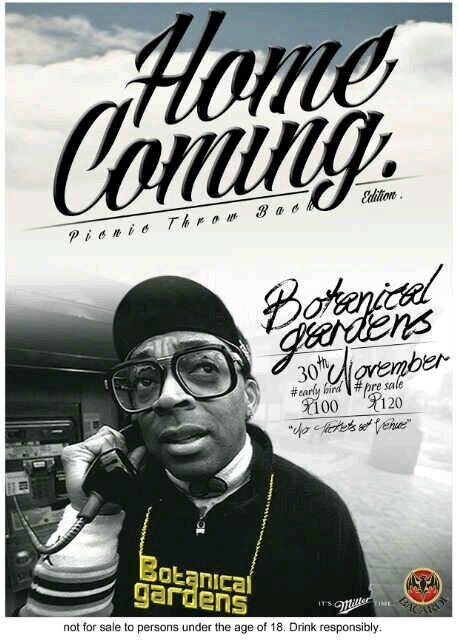 Home
Coming.
Picnic Throw Back
Edition.
Botanical
gardens
30th November
#early bird #pre sale
R100 R120
"No tickets at Venue"
Botanical
gardens
IT'S Miller TIME.
BACARDI
not for sale to persons under the age of 18. Drink responsibly.